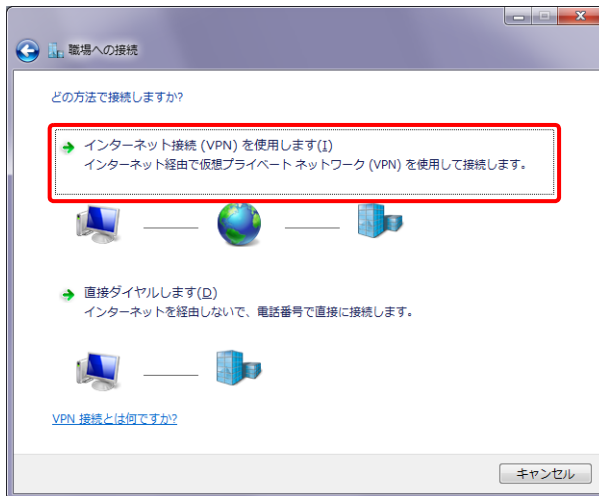 職場への接続
どの方法で接続しますか?
インターネット接続 (VPN) を使用します(I)
インターネット経由で仮想プライベート ネットワーク (VPN) を使用して接続します。
直接ダイヤルします(D)
インターネットを経由しないで、電話番号で直接に接続します。
VPN 接続とは何ですか?
キャンセル